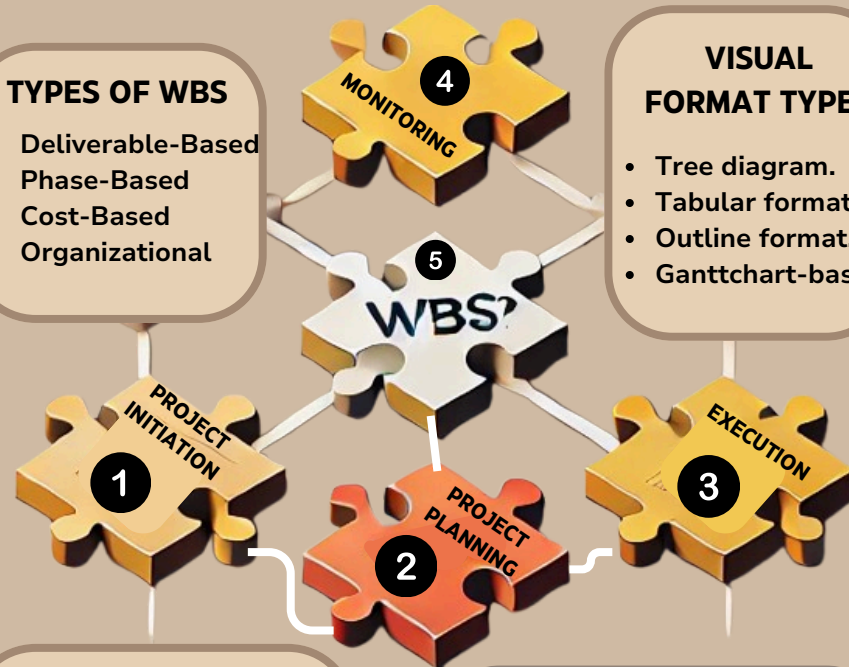 TYPES OF WBS
Deliverable-Based
Phase-Based
Cost-Based
Organizational
4
MONITORING
VISUAL
FORMAT TYPE
• Tree diagram.
• Tabular format
• Outline format.
• Ganttchart-bas
5
WBS?
PROJECT
INITIATION
1
EXECUTION
3
PROJECT
PLANNING
2